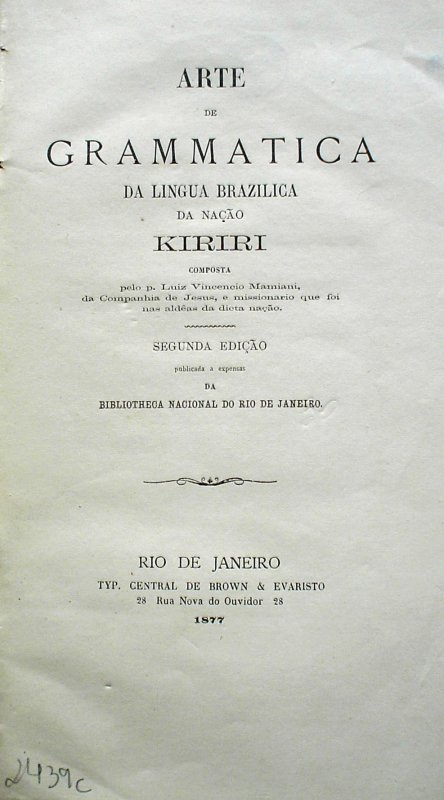 ARTE
DE
GRAMMATICA
DA LINGUA BRAZILICA
DA NAÇÃO
KIRIRI
COMPOSTA
pelo p. Luiz Vincencio Mamiani,
da Companhia de Jesus, e missionario que foi
nas aldêas da dicta nação.
SEGUNDA EDIÇÃO
publicada a expensas
DA
BIBLIOTHECA NACIONAL DO RIO DE JANEIRO.
RIO DE JANEIRO
TYP. CENTRAL DE BROWN & EVARISTO
28 Rua Nova do Ouvidor 28
1877
2439c